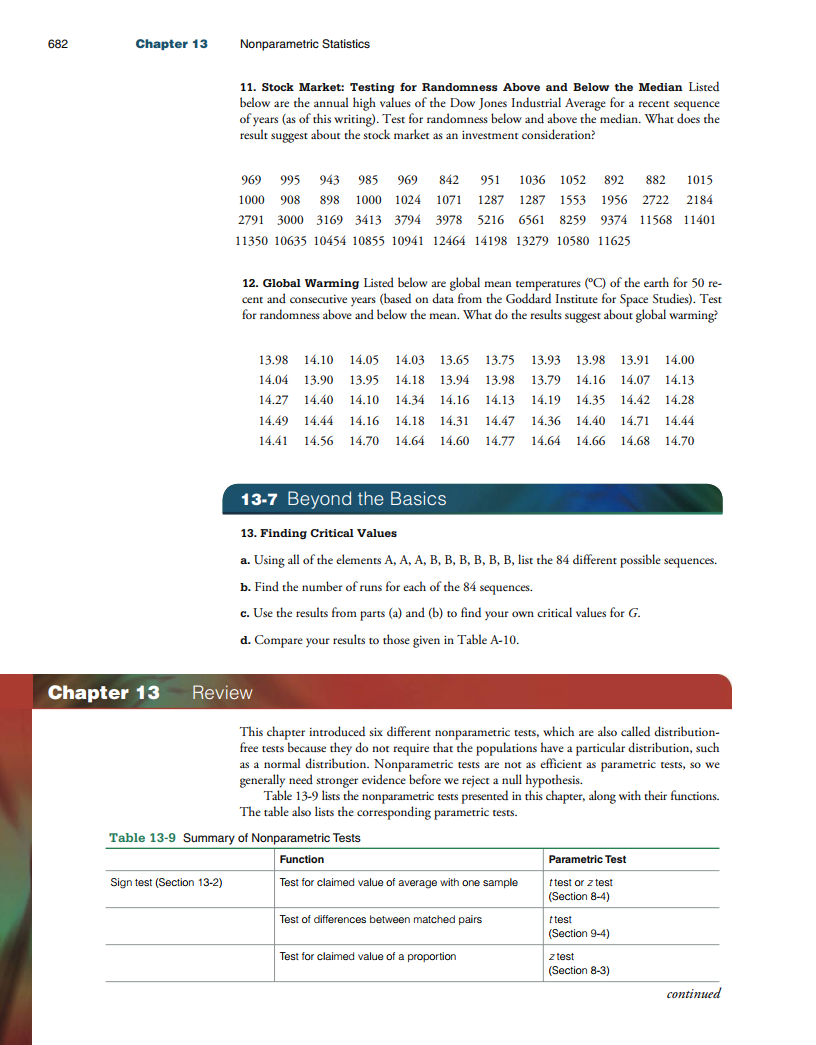 682 Chapter 13 Nonparametric Statistics
11. Stock Market: Testing for Randomness Above and Below the Median Listed
below are the annual high values of the Dow Jones Industrial Average for a recent sequence
of years (as of this writing). Test for randomness below and above the median. What does the
result suggest about the stock market as an investment consideration?
969 995 943 985 969 842 951 1036 1052 892 882 1015
1000 908 898 1000 1024 1071 1287 1287 1553 1956 2722 2184
2791 3000 3169 3413 3794 3978 5216 6561 8259 9374 11568 11401
11350 10635 10454 10855 10941 12464 14198 13279 10580 11625
12. Global Warming Listed below are global mean temperatures (°C) of the earth for 50 re-
cent and consecutive years (based on data from the Goddard Institute for Space Studies). Test
for randomness above and below the mean. What do the results suggest about global warming?
13.98 14.10 14.05 14.03 13.65 13.75 13.93 13.98 13.91 14.00
14.04 13.90 13.95 14.18 13.94 13.98 13.79 14.16 14.07 14.13
14.27 14.40 14.10 14.34 14.16 14.13 14.19 14.35 14.42 14.28
14.49 14.44 14.16 14.18 14.31 14.47 14.36 14.40 14.71 14.44
14.41 14.56 14.70 14.64 14.60 14.77 14.64 14.66 14.68 14.70
13-7 Beyond the Basics
13. Finding Critical Values
a. Using all of the elements A, A, A, B, B, B, B, B, B, list the 84 different possible sequences.
b. Find the number of runs for each of the 84 sequences.
c. Use the results from parts (a) and (b) to find your own critical values for G.
d. Compare your results to those given in Table A-10.
Chapter 13 Review
This chapter introduced six different nonparametric tests, which are also called distribution-
free tests because they do not require that the populations have a particular distribution, such
as a normal distribution. Nonparametric tests are not as efficient as parametric tests, so we
generally need stronger evidence before we reject a null hypothesis.
Table 13-9 lists the nonparametric tests presented in this chapter, along with their functions.
The table also lists the corresponding parametric tests.
Table 13-9 Summary of Nonparametric Tests
Function Parametric Test
Sign test (Section 13-2) Test for claimed value of average with one sample t test or z test
(Section 8-4)
Test of differences between matched pairs t test
(Section 9-4)
Test for claimed value of a proportion z test
(Section 8-3)
continued